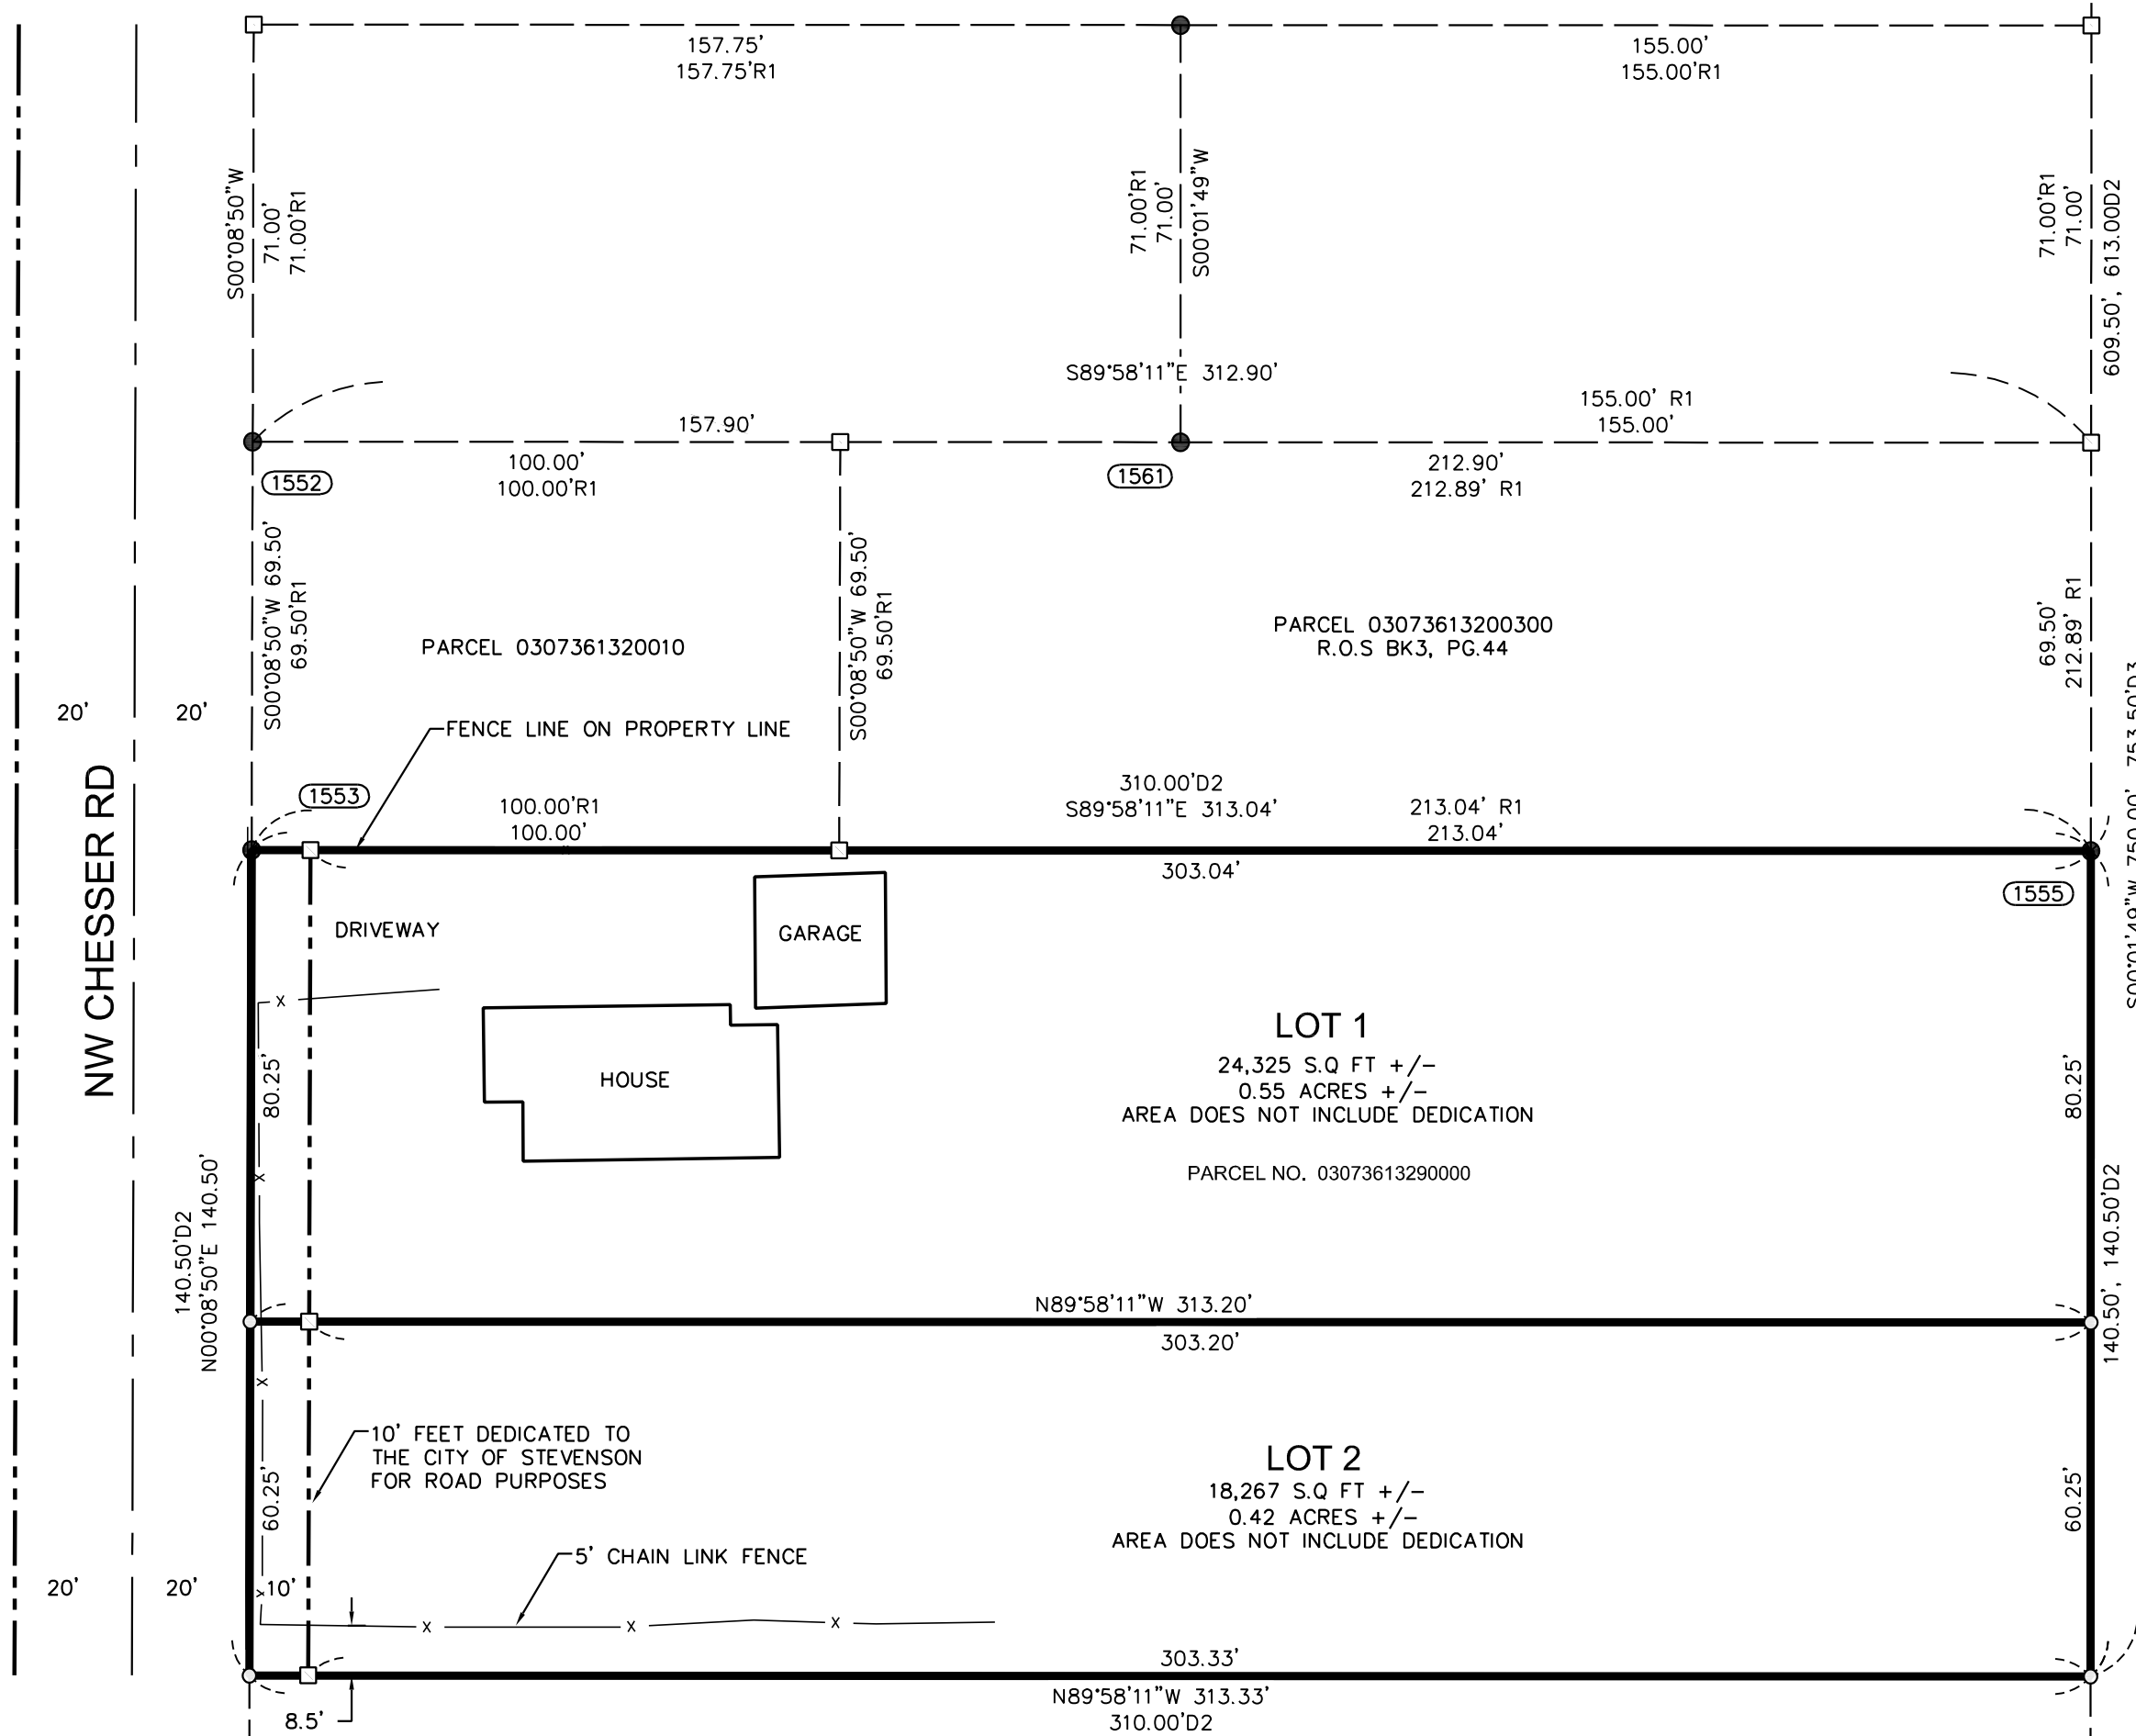 157.75'
157.75'R1
155.00'
155.00'R1
S00°08'50"W
71.00'
71.00'R1
71.00'R1
71.00'
S00°01'49"W
71.00'R1
71.00'
609.50', 613.00D2
S89°58'11"E 312.90'
157.90'
155.00' R1
155.00'
1552
100.00'
100.00'R1
1561
212.90'
212.89' R1
S00°08'50"W 69.50'
69.50'R1
S00°08'50"W 69.50'
69.50'R1
69.50'
212.89' R1
PARCEL 0307361320010
PARCEL 03073613200300
R.O.S BK3, PG.44
20'
20'
FENCE LINE ON PROPERTY LINE
NW CHESSER RD
1553
100.00'R1
100.00'
310.00'D2
S89°58'11"E 313.04'
213.04' R1
213.04'
S00°01'49"W 750.00', 753.50'D3
303.04'
1555
DRIVEWAY
GARAGE
X
HOUSE
80.25'
LOT 1
24,325 S.Q FT +/-
0.55 ACRES +/-
AREA DOES NOT INCLUDE DEDICATION
PARCEL NO. 03073613290000
80.25'
X
140.50'D2
N00°08'50"E 140.50'
140.50', 140.50'D2
N89°58'11"W 313.20'
303.20'
X
10' FEET DEDICATED TO
THE CITY OF STEVENSON
FOR ROAD PURPOSES
60.25'
LOT 2
18,267 S.Q FT +/-
0.42 ACRES +/-
AREA DOES NOT INCLUDE DEDICATION
60.25'
5' CHAIN LINK FENCE
20'
20'
X
10'
X
X
X
303.33'
N89°58'11"W 313.33'
310.00'D2
8.5'